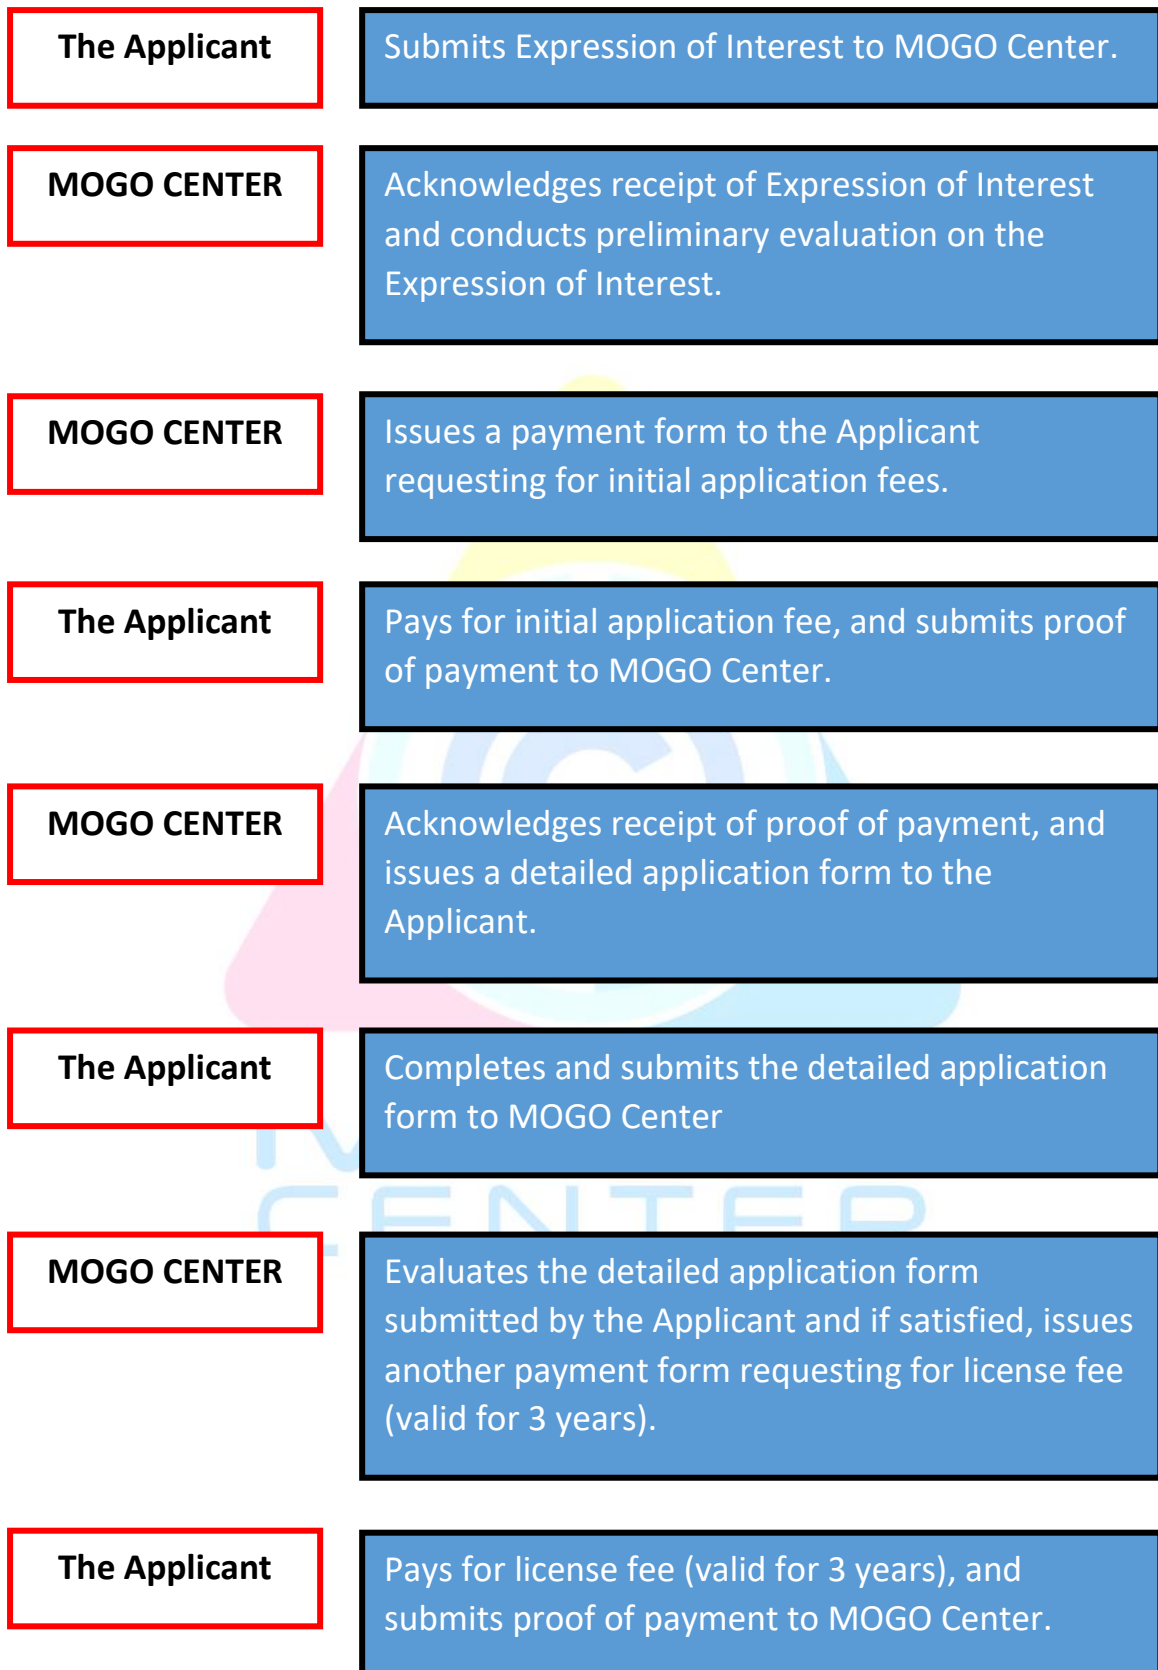 The Applicant
Submits Expression of Interest to MOGO Center.
MOGO CENTER
Acknowledges receipt of Expression of Interest
and conducts preliminary evaluation on the
Expression of Interest.
MOGO CENTER
Issues a payment form to the Applicant
requesting for initial application fees.
The Applicant
Pays for initial application fee, and submits proof
of payment to MOGO Center.
MOGO CENTER
Acknowledges receipt of proof of payment, and
issues a detailed application form to the
Applicant.
The Applicant
Completes and submits the detailed application
form to MOGO Center
CENTER
MOGO CENTER
Evaluates the detailed application form
submitted by the Applicant and if satisfied, issues
another payment form requesting for license fee
(valid for 3 years).
The Applicant
Pays for license fee (valid for 3 years), and
submits proof of payment to MOGO Center.